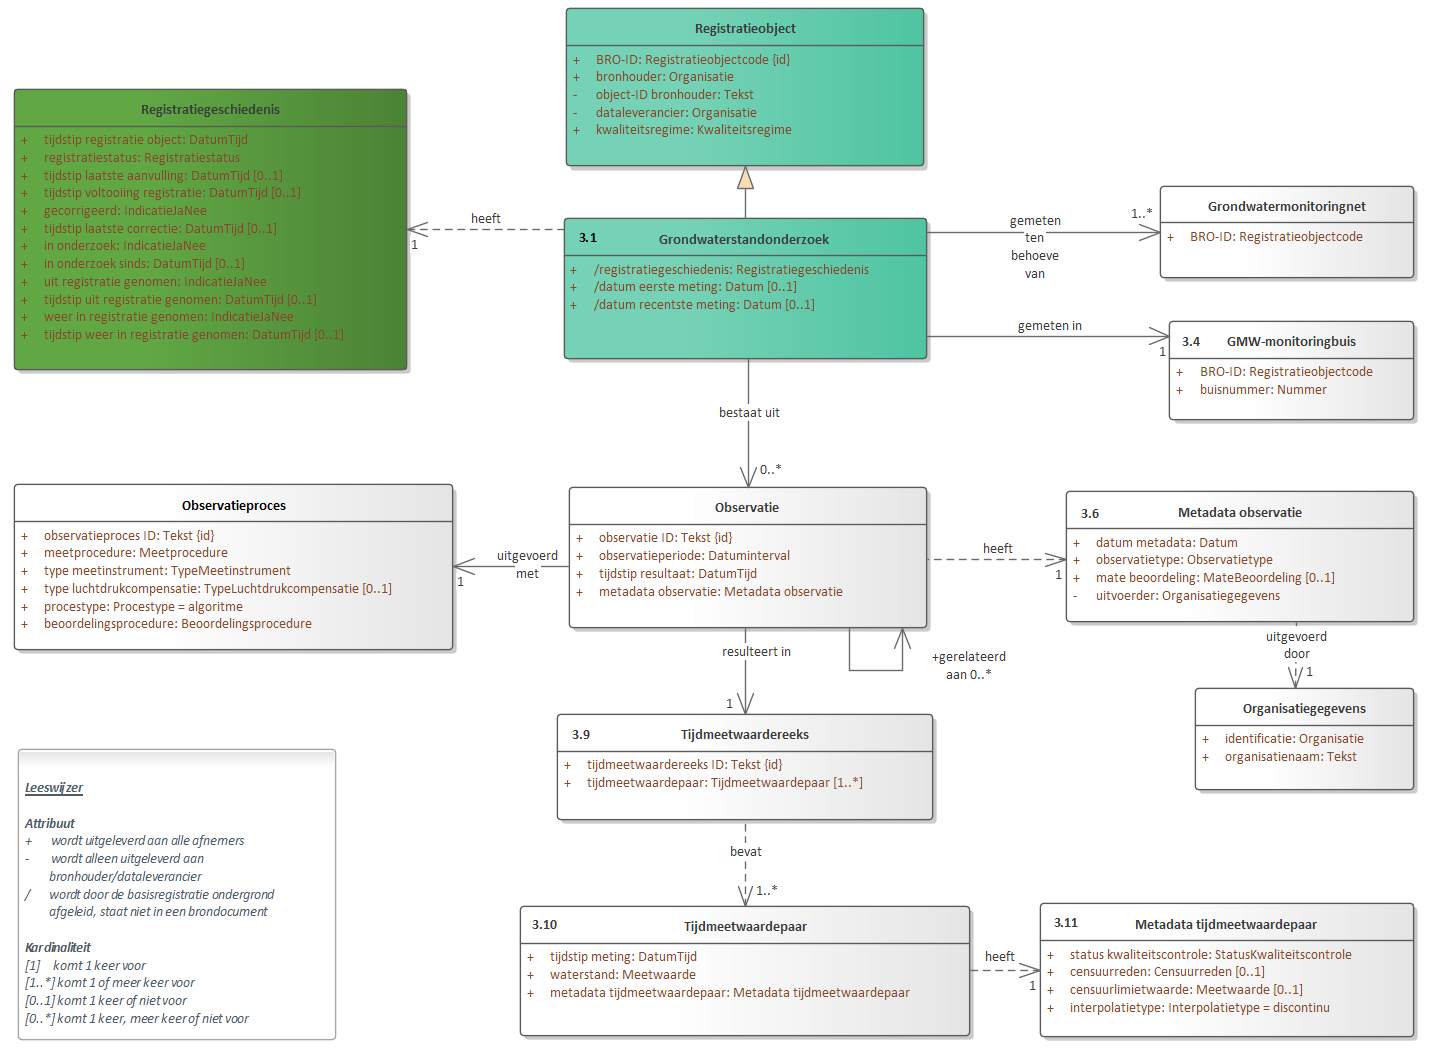 Registratieobject
+ BRO-ID: Registratieobjectcode {id}
+ bronhouder: Organisatie
- object-ID bronhouder: Tekst
- dataleverancier: Organisatie
+ kwaliteitsregime: Kwaliteitsregime
Registratiegeschiedenis
+ tijdstip registratie object: DatumTijd
+ registratiestatus: Registratiestatus
+ tijdstip laatste aanvulling: DatumTijd [0..1]
+ tijdstip voltooiing registratie: DatumTijd [0..1]
+ gecorrigeerd: IndicatieJaNee
+ tijdstip laatste correctie: DatumTijd [0..1]
+ in onderzoek: IndicatieJaNee
+ in onderzoek sinds: DatumTijd [0..1]
+ uit registratie genomen: IndicatieJaNee
+ tijdstip uit registratie genomen: DatumTijd [0..1]
+ weer in registratie genomen: IndicatieJaNee
+ tijdstip weer in registratie genomen: DatumTijd [0..1]
heeft
1
3.1 Grondwaterstandonderzoek
+ /registratiegeschiedenis: Registratiegeschiedenis
+ /datum eerste meting: Datum [0..1]
+ /datum recentste meting: Datum [0..1]
gemeten
ten
behoeve
van
1..*
Grondwatermonitoringnet
+ BRO-ID: Registratieobjectcode
gemeten in
1
3.4 GMW-monitoringbuis
+ BRO-ID: Registratieobjectcode
+ buisnummer: Nummer
bestaat uit
0..*
Observatieproces
+ observatieproces ID: Tekst {id}
+ meetprocedure: Meetprocedure
+ type meetinstrument: TypeMeetinstrument
+ type luchtdrukcompensatie: TypeLuchtdrukcompensatie [0..1]
+ procestype: Procestype = algoritme
+ beoordelingsprocedure: Beoordelingsprocedure
uitgevoerd
met
1
Observatie
+ observatie ID: Tekst {id}
+ observatieperiode: Datuminterval
+ tijdstip resultaat: DatumTijd
+ metadata observatie: Metadata observatie
heeft
1
3.6 Metadata observatie
+ datum metadata: Datum
+ observatietype: Observatietype
+ mate beoordeling: MateBeoordeling [0..1]
- uitvoerder: Organisatiegegevens
uitgevoerd
door
1
Organisatiegegevens
+ identificatie: Organisatie
+ organisatienaam: Tekst
+gerelateerd
aan 0..*
resulteert in
1
3.9 Tijdmeetwaardereeks
+ tijdmeetwaardereeks ID: Tekst {id}
+ tijdmeetwaardepaar: Tijdmeetwaardepaar [1..*]
bevat
1..*
3.10 Tijdmeetwaardepaar
+ tijdstip meting: DatumTijd
+ waterstand: Meetwaarde
+ metadata tijdmeetwaardepaar: Metadata tijdmeetwaardepaar
heeft
1
3.11 Metadata tijdmeetwaardepaar
+ status kwaliteitscontrole: StatusKwaliteitscontrole
+ censuurreden: Censuurreden [0..1]
+ censuurlimietwaarde: Meetwaarde [0..1]
+ interpolatietype: Interpolatietype = discontinu
Leeswijzer
Attribuut
+ wordt uitgeleverd aan alle afnemers
- wordt alleen uitgeleverd aan
bronhouder/dataleverancier
/ wordt door de basisregistratie ondergrond
afgeleid, staat niet in een brondocument
Kardinaliteit
[1] komt 1 keer voor
[1..*] komt 1 of meer keer voor
[0..1] komt 1 keer of niet voor
[0..*] komt 1 keer, meer keer of niet voor